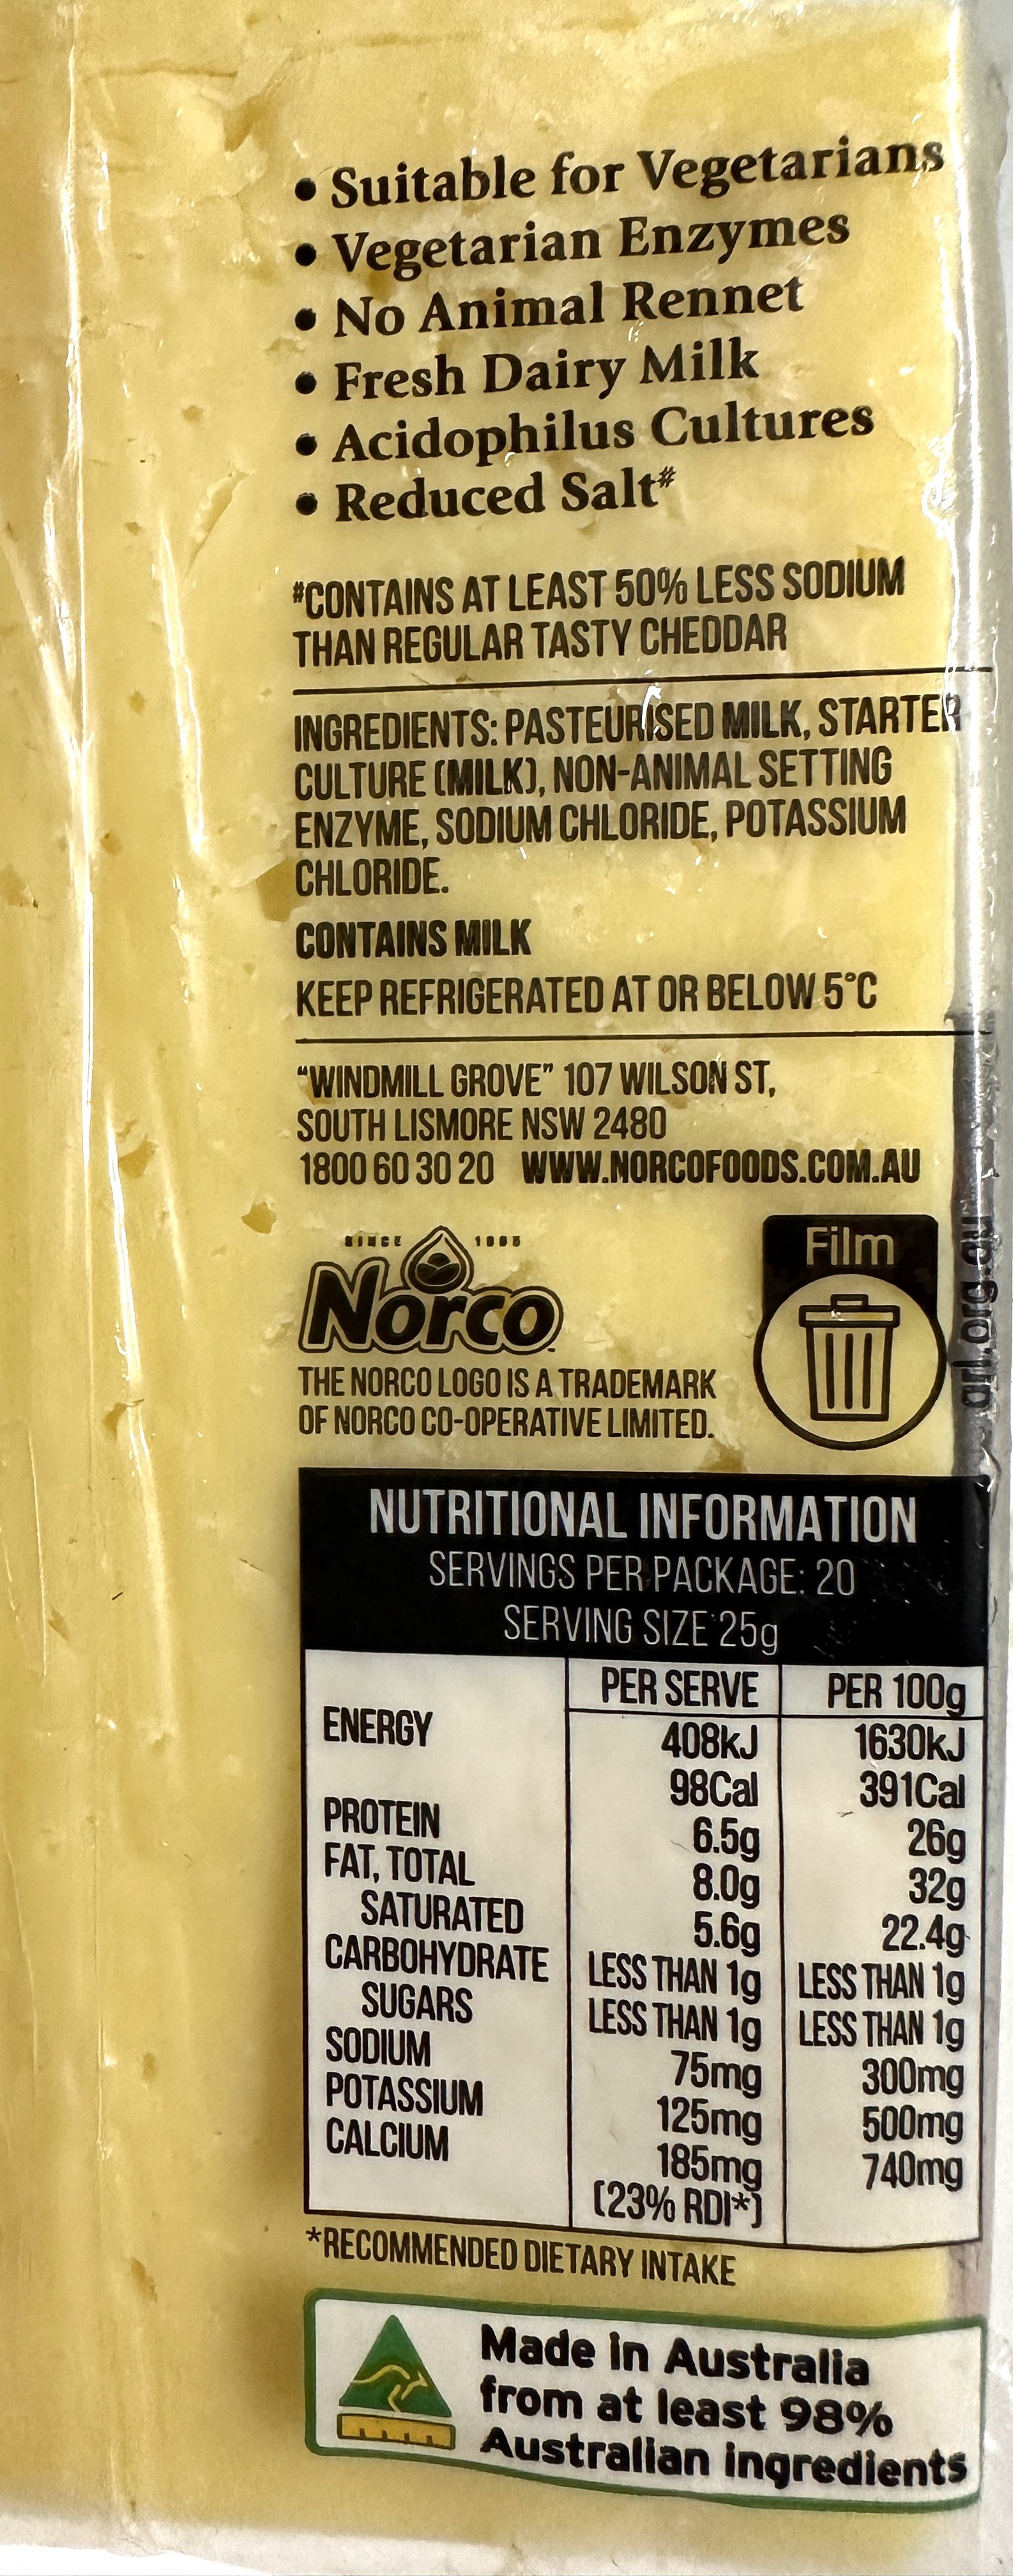 • Suitable for Vegetarians
• Vegetarian Enzymes
• No Animal Rennet
• Fresh Dairy Milk
• Acidophilus Cultures
• Reduced Salt#
#CONTAINS AT LEAST 50% LESS SODIUM
THAN REGULAR TASTY CHEDDAR
INGREDIENTS: PASTEURISED MILK, STARTER
CULTURE (MILK), NON-ANIMAL SETTING
ENZYME, SODIUM CHLORIDE, POTASSIUM
CHLORIDE.
CONTAINS MILK
KEEP REFRIGERATED AT OR BELOW 5°C
"WINDMILL GROVE" 107 WILSON ST,
SOUTH LISMORE NSW 2480
1800 60 30 20 WWW.NORCOFOODS.COM.AU
SINCE 1895
Norco
THE NORCO LOGO IS A TRADEMARK
OF NORCO CO-OPERATIVE LIMITED.
Film
arl.org.au
NUTRITIONAL INFORMATION
SERVINGS PER PACKAGE: 20
SERVING SIZE 25g
PER SERVE PER 100g
ENERGY 408kJ 1630kJ
98Cal 391Cal
PROTEIN 6.5g 26g
FAT, TOTAL 8.0g 32g
SATURATED 5.6g 22.4g
CARBOHYDRATE LESS THAN 1g LESS THAN 1g
SUGARS LESS THAN 1g LESS THAN 1g
SODIUM 75mg 300mg
POTASSIUM 125mg 500mg
CALCIUM 185mg 740mg
(23% RDI*)
*RECOMMENDED DIETARY INTAKE
Made in Australia
from at least 98%
Australian ingredients